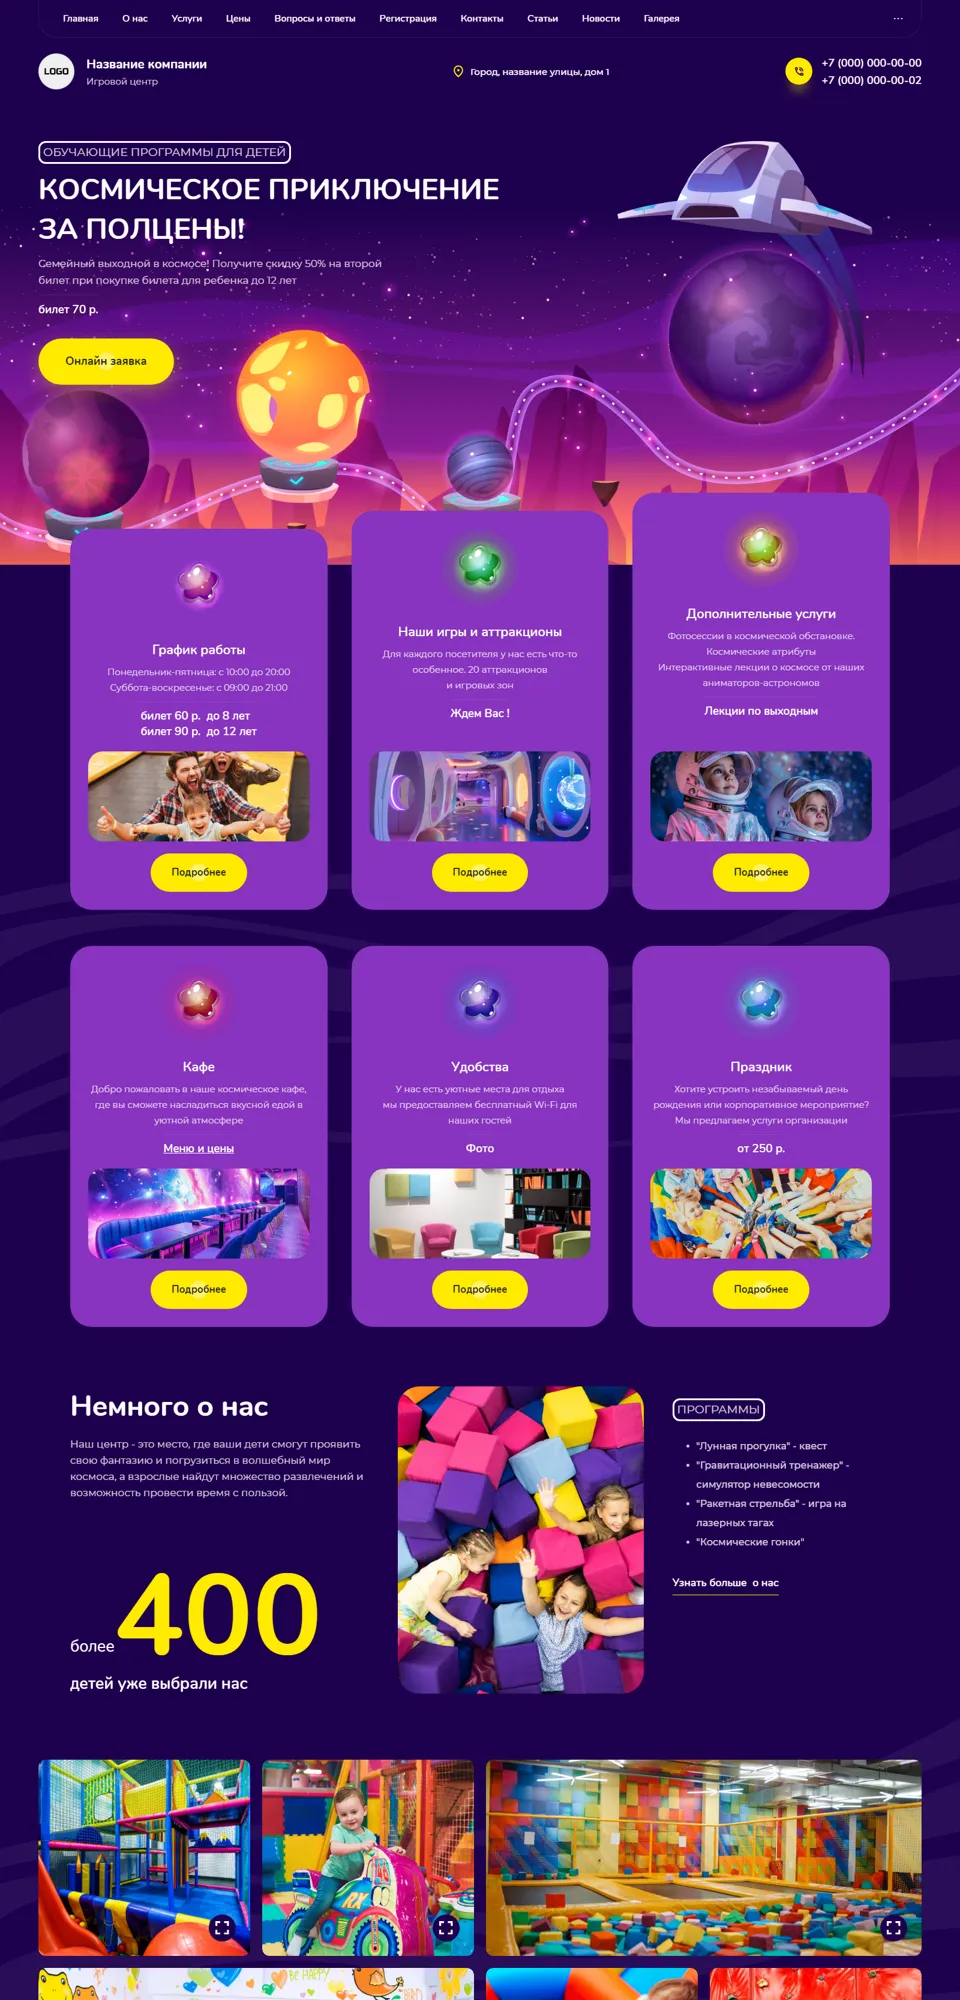 Главная О нас Услуги Цены Вопросы и ответы Регистрация Контакты Статьи Новости Галерея ...
LOGO
Название компании
Игровой центр
Город, название улицы, дом 1
+7 (000) 000-00-00
+7 (000) 000-00-02
ОБУЧАЮЩИЕ ПРОГРАММЫ ДЛЯ ДЕТЕЙ
КОСМИЧЕСКОЕ ПРИКЛЮЧЕНИЕ
ЗА ПОЛЦЕНЫ!
Семейный выходной в космосе! Получите скидку 50% на второй
билет при покупке билета для ребенка до 12 лет
билет 70 р.
Онлайн заявка
График работы
Понедельник-пятница: с 10:00 до 20:00
Суббота-воскресенье: с 09:00 до 21:00
билет 60 р. до 8 лет
билет 90 р. до 12 лет
Подробнее
Наши игры и аттракционы
Для каждого посетителя у нас есть что-то
особенное. 20 аттракционов
и игровых зон
Ждем Вас !
Подробнее
Дополнительные услуги
Фотосессии в космической обстановке.
Космические атрибуты
Интерактивные лекции о космосе от наших
аниматоров-астрономов
Лекции по выходным
Подробнее
Кафе
Добро пожаловать в наше космическое кафе,
где вы сможете насладиться вкусной едой в
уютной атмосфере
Меню и цены
Подробнее
Удобства
У нас есть уютные места для отдыха
мы предоставляем бесплатный Wi-Fi для
наших гостей
Фото
Подробнее
Праздник
Хотите устроить незабываемый день
рождения или корпоративное мероприятие?
Мы предлагаем услуги организации
от 250 р.
Подробнее
Немного о нас
Наш центр - это место, где ваши дети смогут проявить
свою фантазию и погрузиться в волшебный мир
космоса, а взрослые найдут множество развлечений и
возможность провести время с пользой.
более 400
детей уже выбрали нас
ПРОГРАММЫ
• "Лунная прогулка" - квест
• "Гравитационный тренажер" -
симулятор невесомости
• "Ракетная стрельба" - игра на
лазерных тагах
• "Космические гонки"
Узнать больше о нас
RX
BE HAPPY